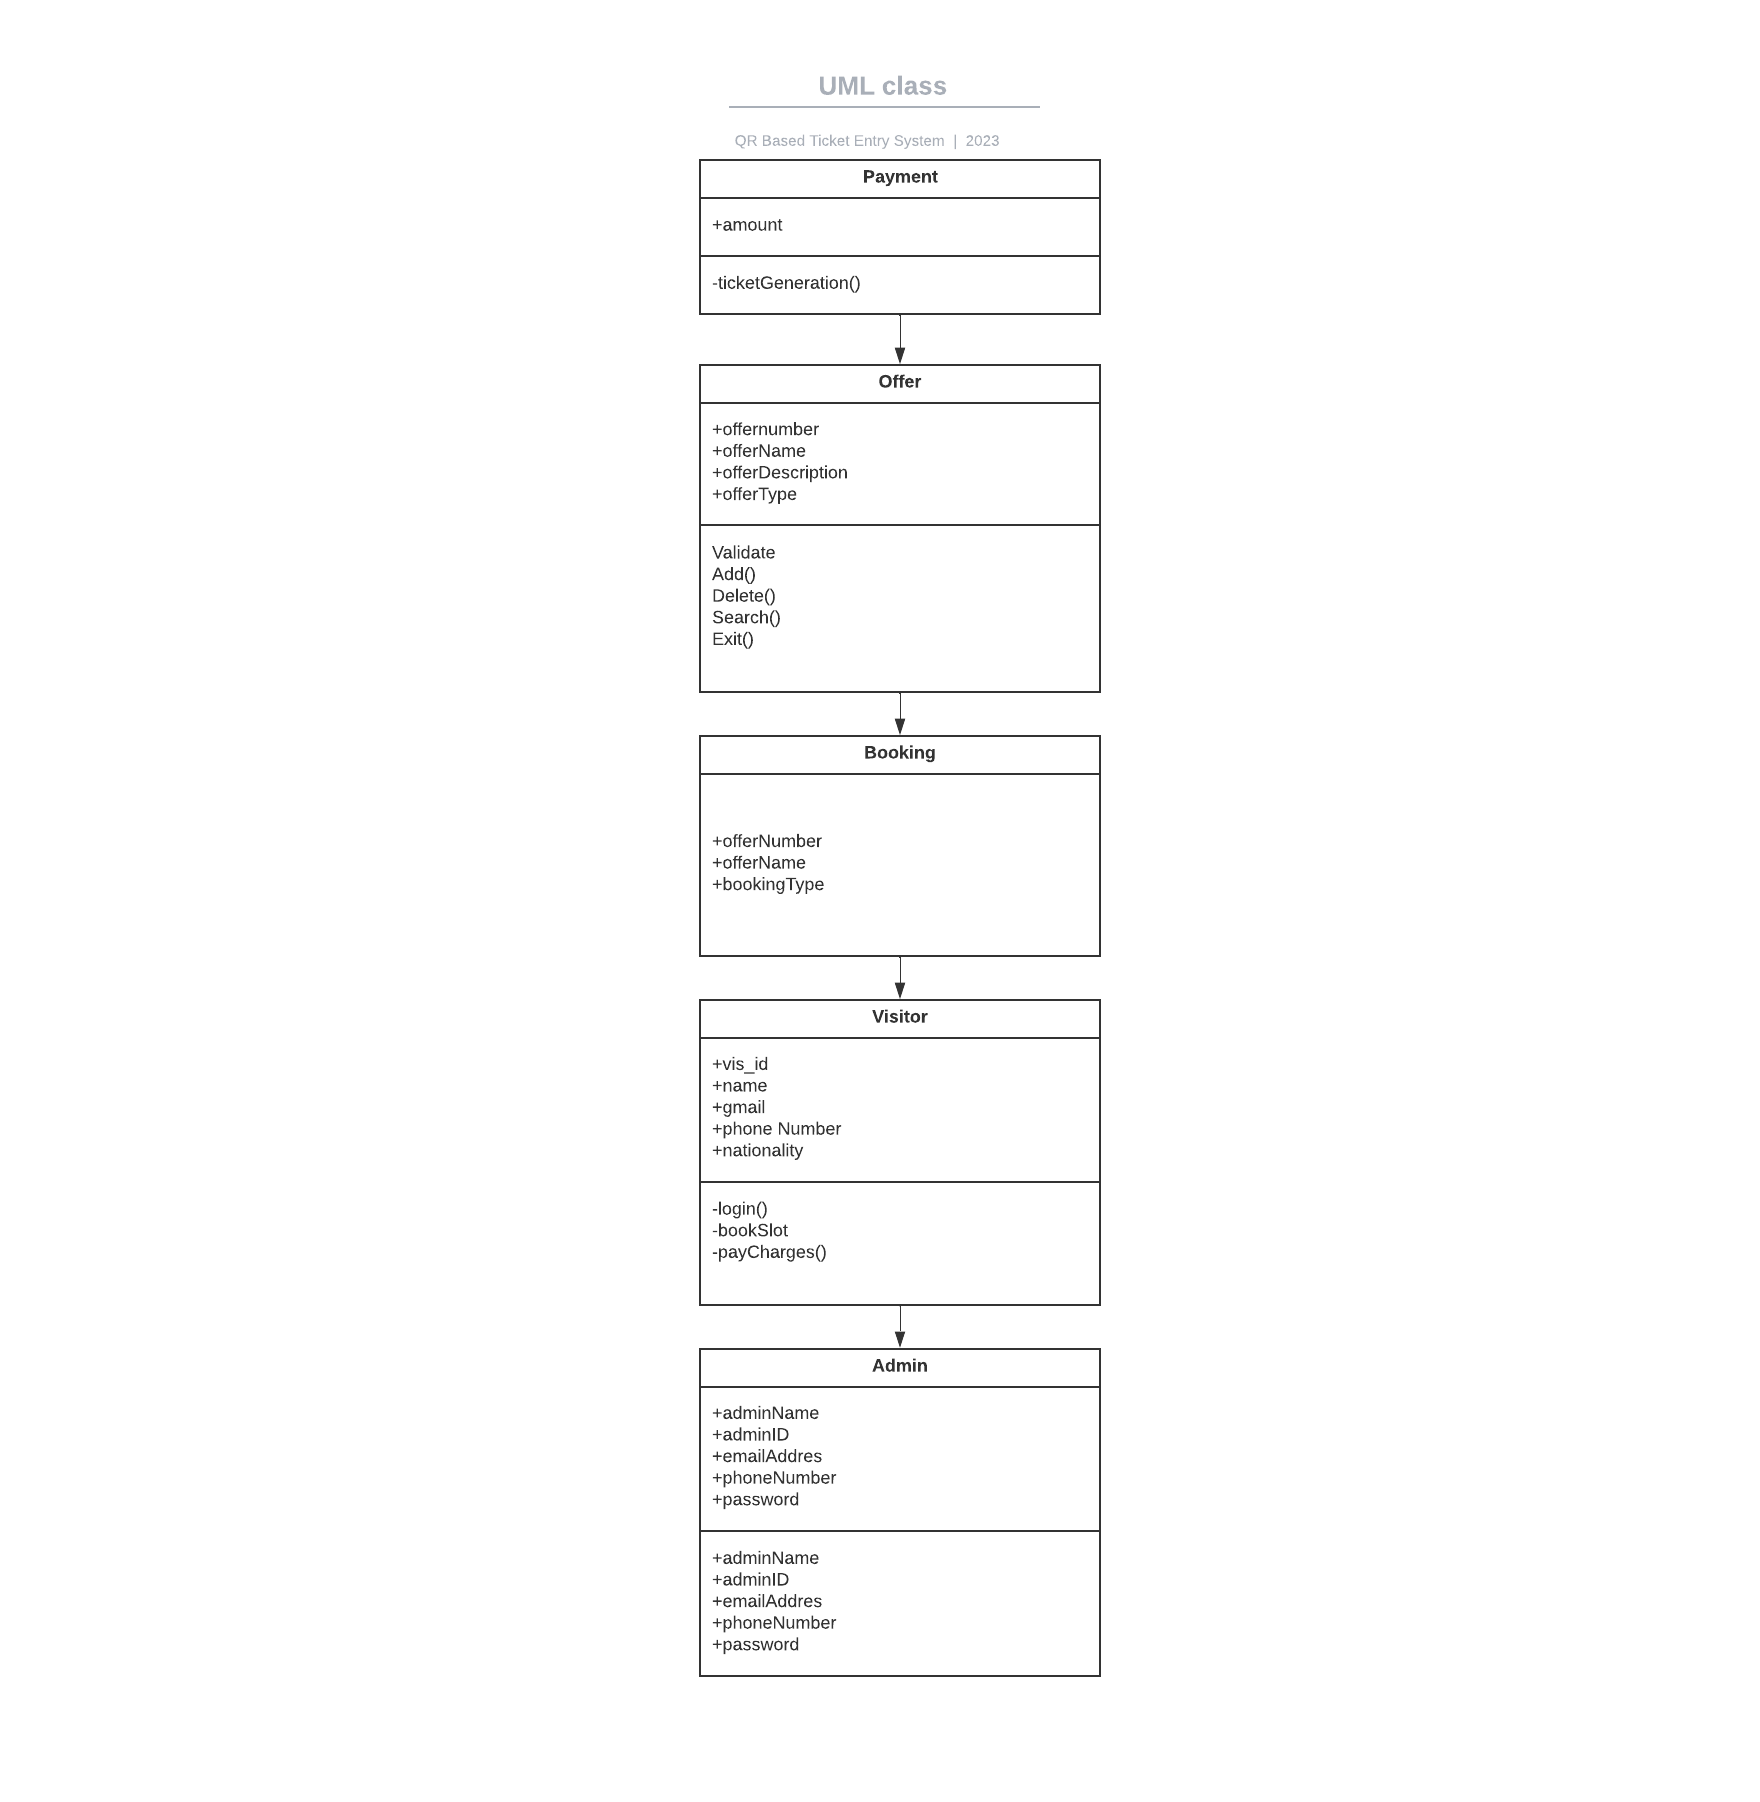 UML class
QR Based Ticket Entry System | 2023
Payment
+amount
-ticketGeneration()
Offer
+offernumber
+offerName
+offerDescription
+offerType
Validate
Add()
Delete()
Search()
Exit()
Booking
+offerNumber
+offerName
+bookingType
Visitor
+vis_id
+name
+gmail
+phone Number
+nationality
-login()
-bookSlot
-payCharges()
Admin
+adminName
+adminID
+emailAddres
+phoneNumber
+password
+adminName
+adminID
+emailAddres
+phoneNumber
+password